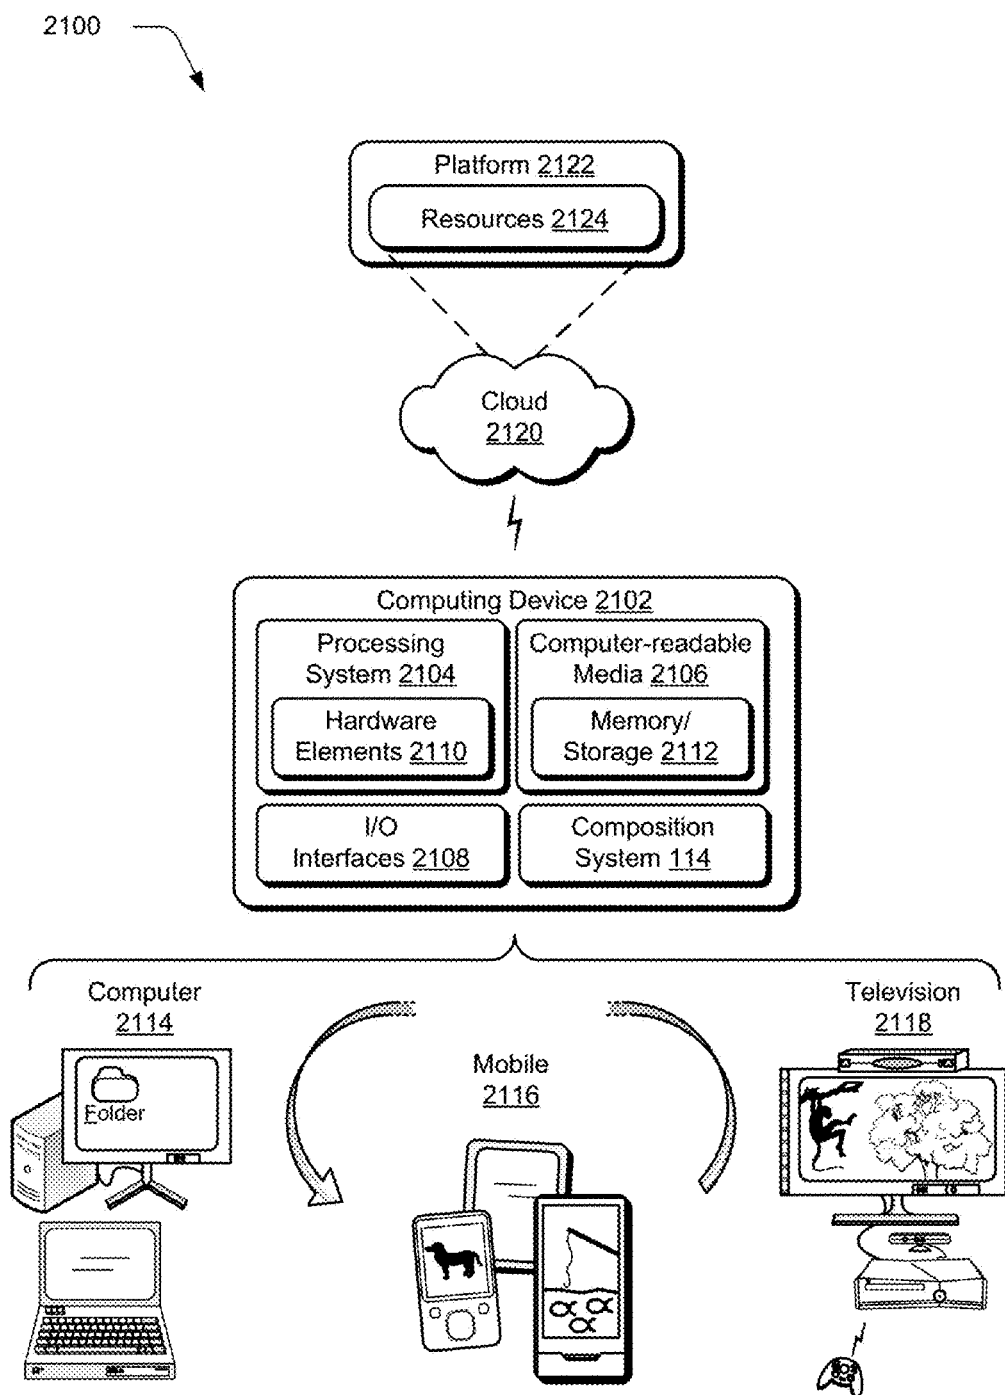 2100
Platform 2122
Resources 2124
Cloud
2120
Computing Device 2102
Processing
System 2104
Hardware
Elements 2110
Computer-readable
Media 2106
Memory/
Storage 2112
I/O
Interfaces 2108
Composition
System 114
Computer
2114
Folder
Mobile
2116
Television
2118